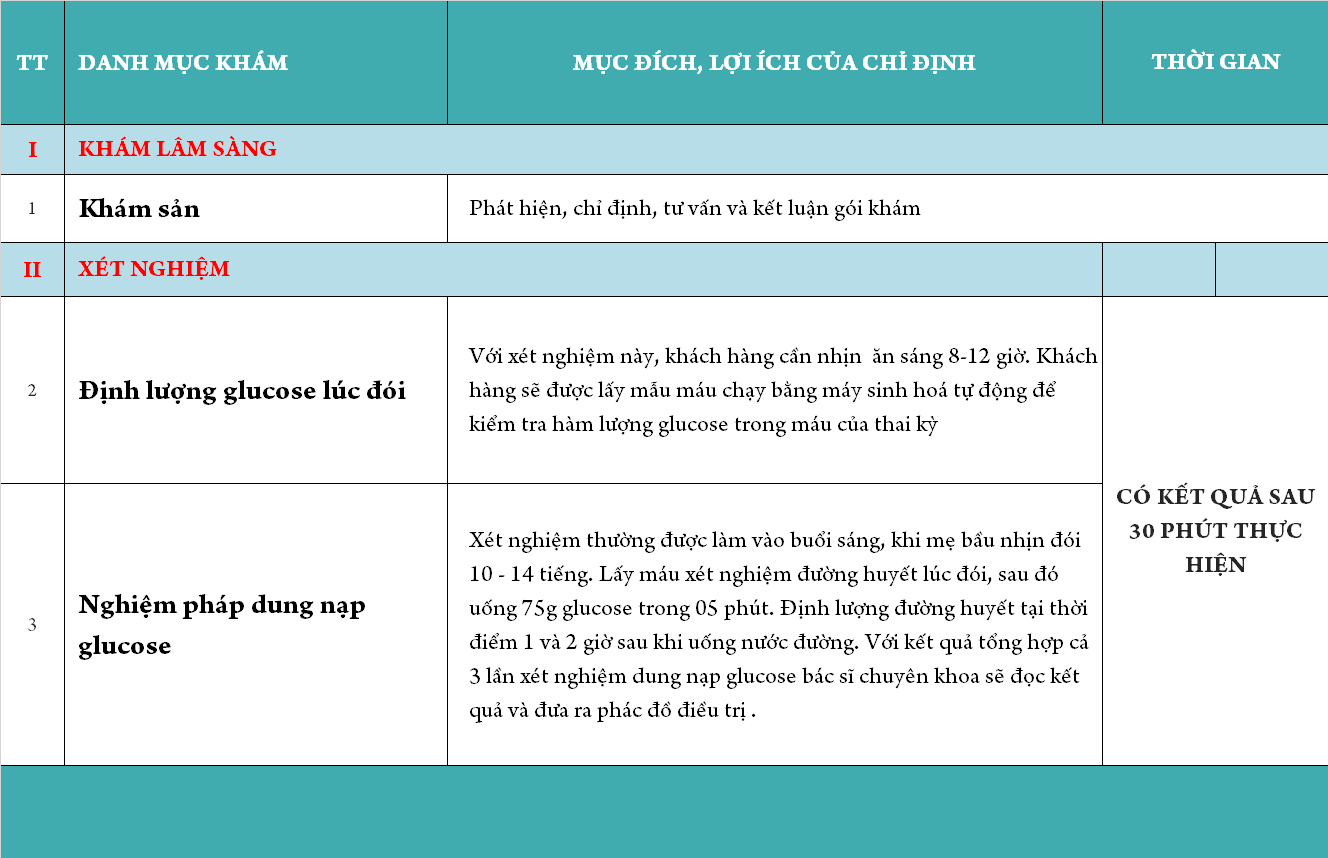 TT
DANH MỤC KHÁM
MỤC ĐÍCH, LỢI ÍCH CỦA CHỈ ĐỊNH
THỜI GIAN
I
KHÁM LÂM SÀNG
1
Khám sản
Phát hiện, chỉ định, tư vấn và kết luận gói khám
II
XÉT NGHIỆM
2
Định lượng glucose lúc đói
Với xét nghiệm này, khách hàng cần nhịn  ăn sáng 8-12 giờ. Khách
hàng sẽ được lấy mẫu máu chạy bằng máy sinh hoá tự động để
kiểm tra hàm lượng glucose trong máu của thai kỳ
CÓ KẾT QUẢ SAU
30 PHÚT THỰC
HIỆN
3
Nghiệm pháp dung nạp
glucose
Xét nghiệm thường được làm vào buổi sáng, khi mẹ bầu nhịn đói
10 - 14 tiếng. Lấy máu xét nghiệm đường huyết lúc đói, sau đó
uống 75g glucose trong 05 phút. Định lượng đường huyết tại thời
điểm 1 và 2 giờ sau khi uống nước đường. Với kết quả tổng hợp cả
3 lần xét nghiệm dung nạp glucose bác sĩ chuyên khoa sẽ đọc kết
quả và đưa ra phác đồ điều trị .